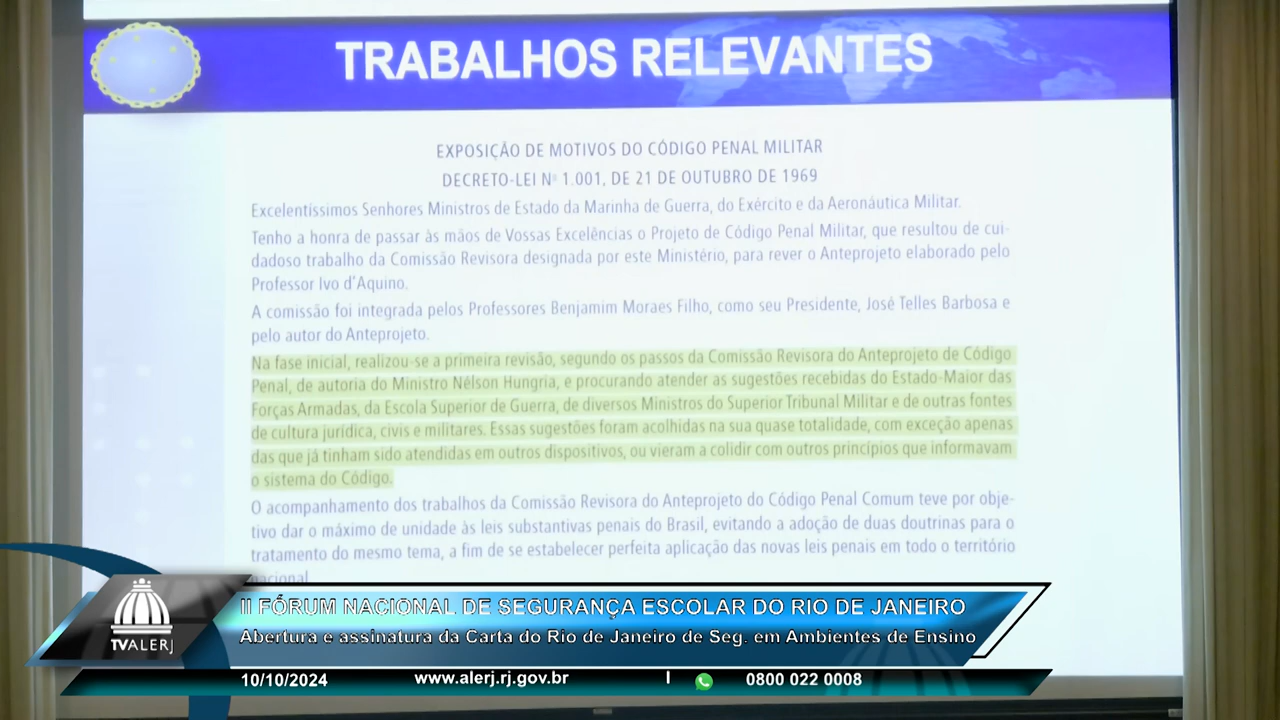 TRABALHOS RELEVANTES
EXPOSIÇÃO DE MOTIVOS DO CÓDIGO PENAL MILITAR
DECRETO-LEI Nº 1.001, DE 21 DE OUTUBRO DE 1969
Excelentíssimos Senhores Ministros de Estado da Marinha de Guerra, do Exército e da Aeronáutica Militar.
Tenho a honra de passar às mãos de Vossas Excelências o Projeto de Código Penal Militar, que resultou de cui-
dadoso trabalho da Comissão Revisora designada por este Ministério, para rever o Anteprojeto elaborado pelo
Professor Ivo d'Aquino.
A comissão foi integrada pelos Professores Benjamim Moraes Filho, como seu Presidente, José Telles Barbosa e
pelo autor do Anteprojeto.
Na fase inicial, realizou-se a primeira revisão, segundo os passos da Comissão Revisora do Anteprojeto de Código
Penal, de autoria do Ministro Nélson Hungria, e procurando atender as sugestões recebidas do Estado-Maior das
Forças Armadas, da Escola Superior de Guerra, de diversos Ministros do Superior Tribunal Militar e de outras fontes
de cultura jurídica, civis e militares. Essas sugestões foram acolhidas na sua quase totalidade, com exceção apenas
das que já tinham sido atendidas em outros dispositivos, ou vieram a colidir com outros princípios que informavam
o sistema do Código.
O acompanhamento dos trabalhos da Comissão Revisora do Anteprojeto do Código Penal Comum teve por obje-
tivo dar o máximo de unidade às leis substantivas penais do Brasil, evitando a adoção de duas doutrinas para o
tratamento do mesmo tema, a fim de se estabelecer perfeita aplicação das novas leis penais em todo o território
nacional
II FÓRUM NACIONAL DE SEGURANÇA ESCOLAR DO RIO DE JANEIRO
Abertura e assinatura da Carta do Rio de Janeiro de Seg. em Ambientes de Ensino
TVALERJ
10/10/2024 www.alerj.rj.gov.br | 0800 022 0008